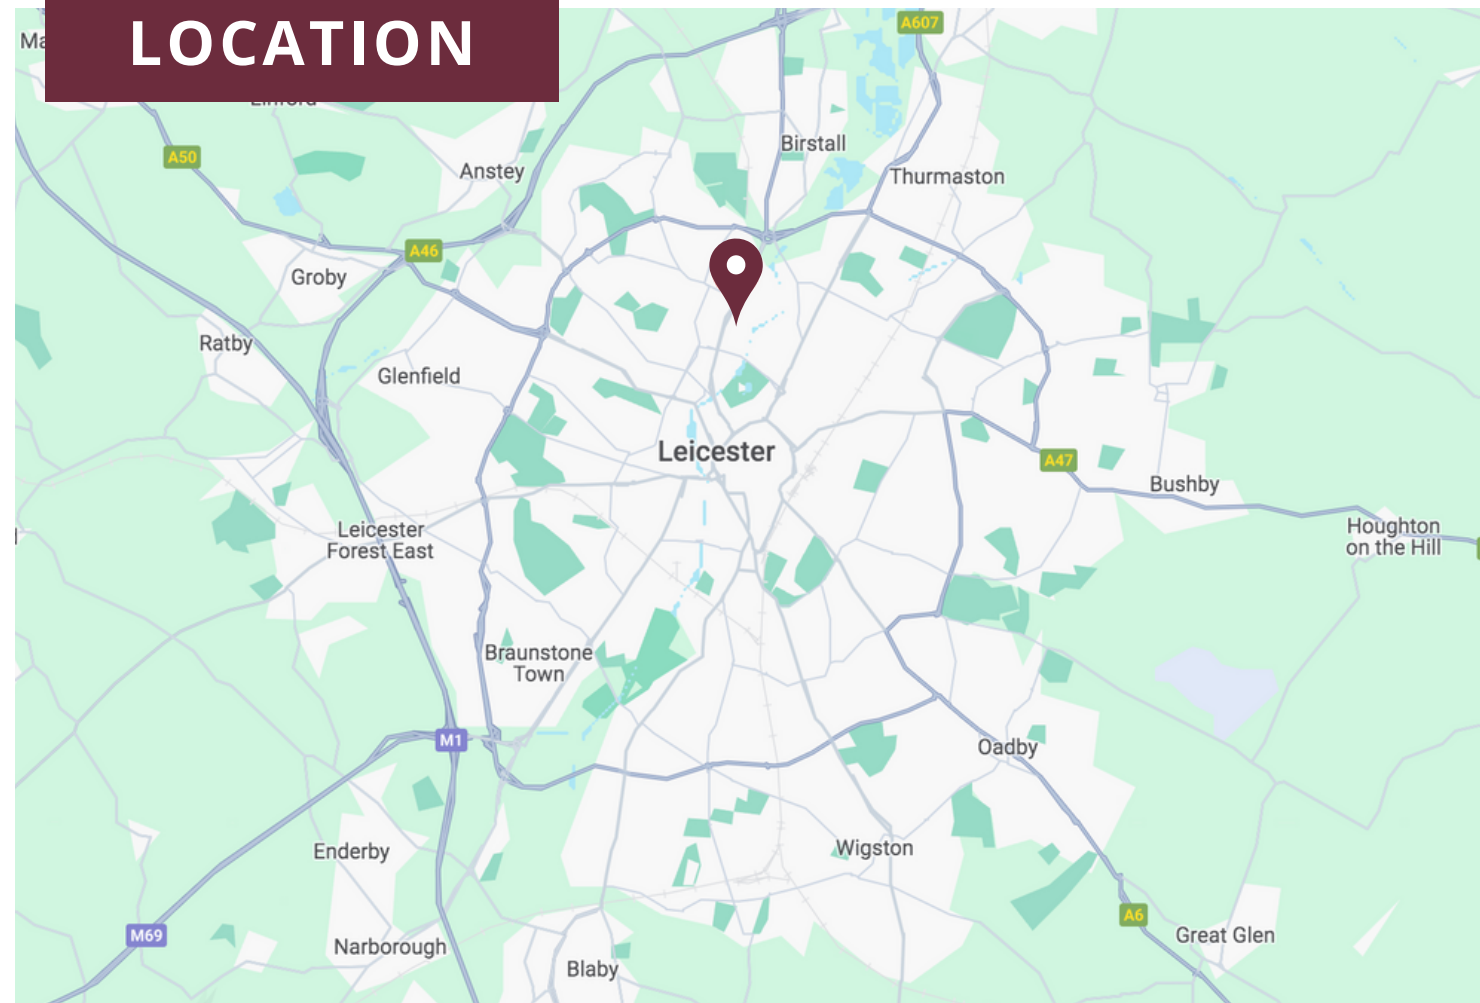 LOCATION
A607
Birstall
A50
Anstey
Thurmaston
A46
Groby
Ratby
Glenfield
Leicester
A47
Bushby
Houghton
on the Hill
Leicester
Forest East
Braunstone
Town
M1
Oadby
Enderby
Wigston
A6
M69
Great Glen
Narborough
Blaby